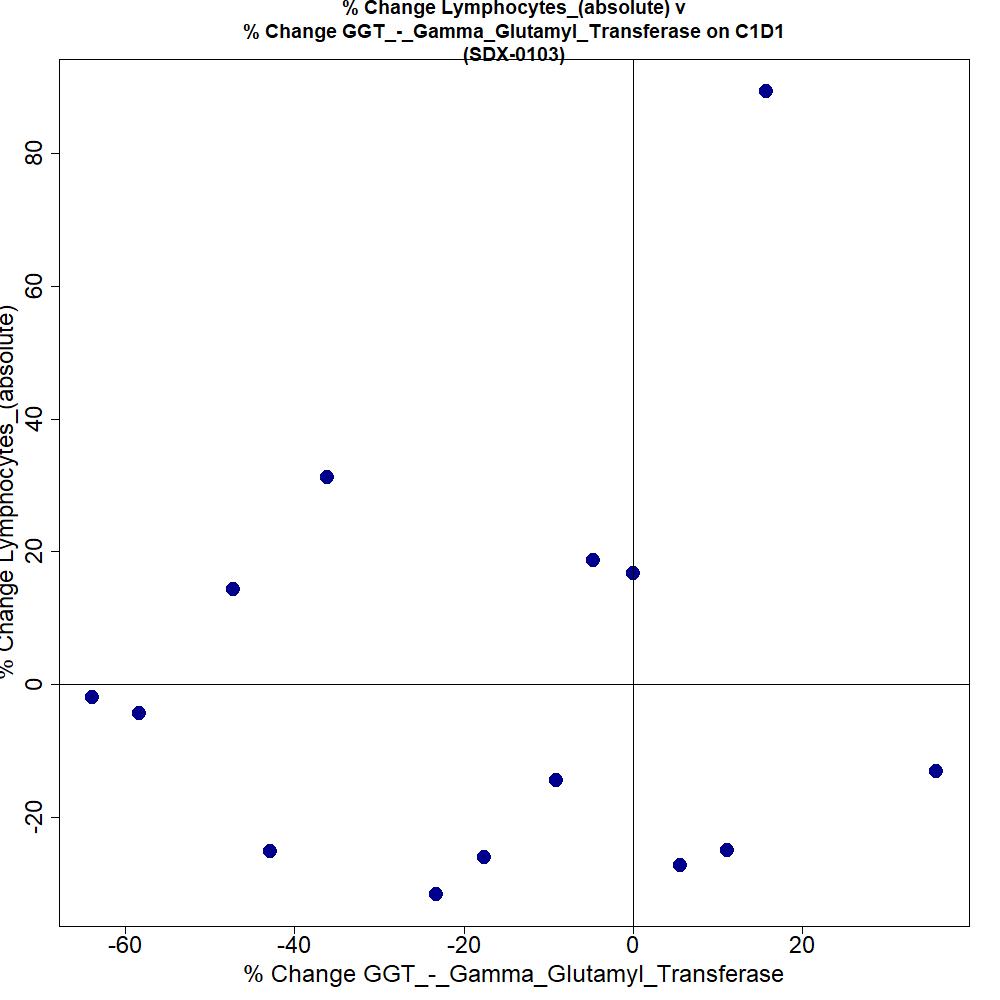 % Change Lymphocytes_(absolute) v
% Change GGT_-_Gamma_Glutamyl_Transferase on C1D1
(SDX-0103)
% Change Lymphocytes_(absolute)
80
60
40
20
0
-20
-60
-40
-20
0
20
% Change GGT_-_Gamma_Glutamyl_Transferase